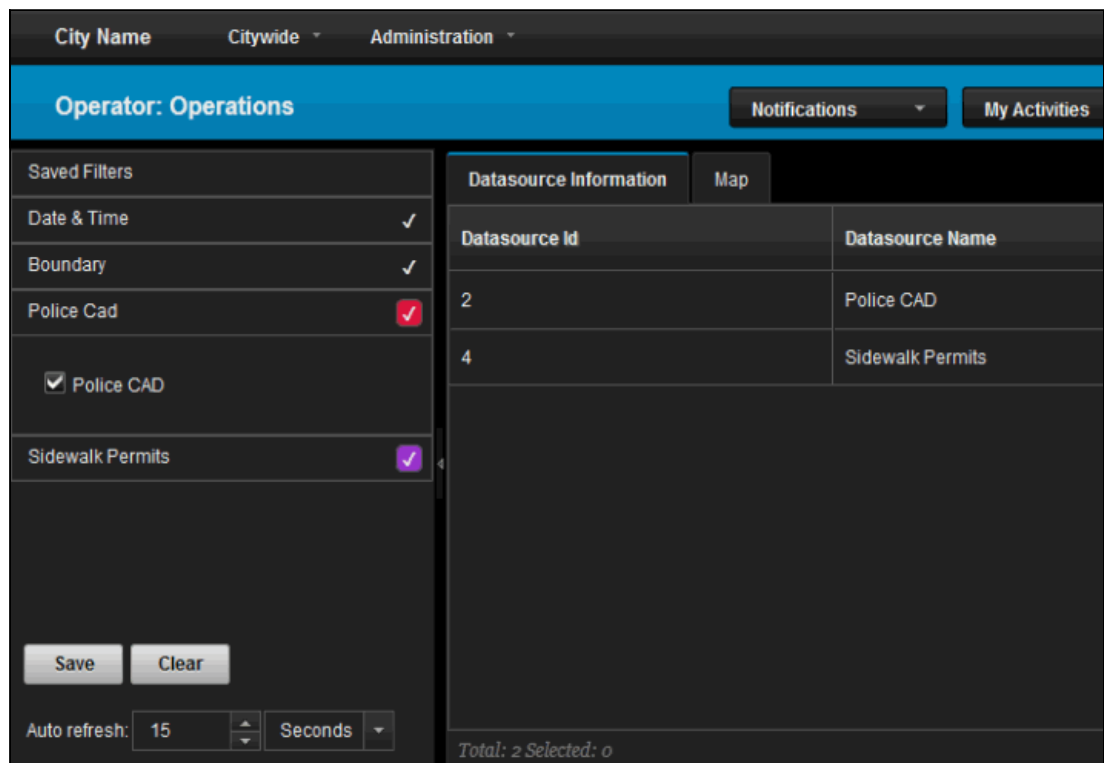 City Name Citywide Administration
Operator: Operations Notifications My Activities
Saved Filters
Date & Time
Boundary
Police Cad
Police CAD
Sidewalk Permits
Save Clear
Auto refresh: 15 Seconds
Datasource Information Map
Datasource Id Datasource Name
2 Police CAD
4 Sidewalk Permits
Total: 2 Selected: 0